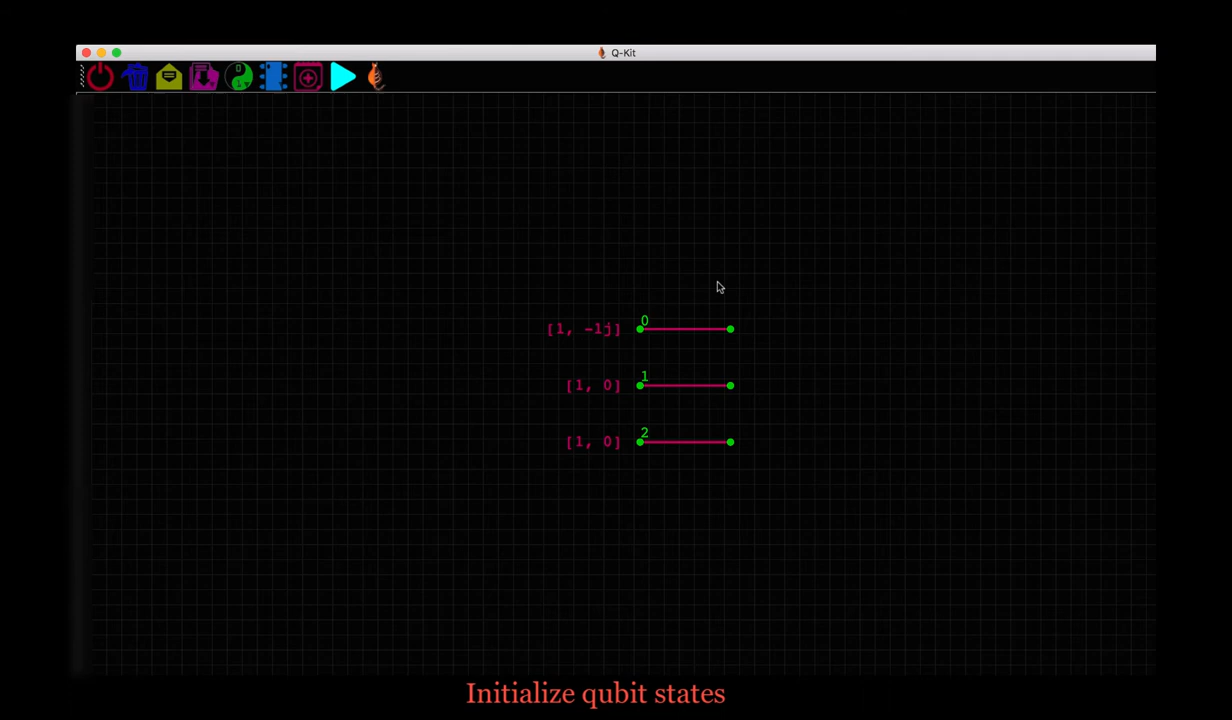 Q-Kit
0
[1, -1j]
1
[1, 0]
2
[1, 0]
Initialize qubit states